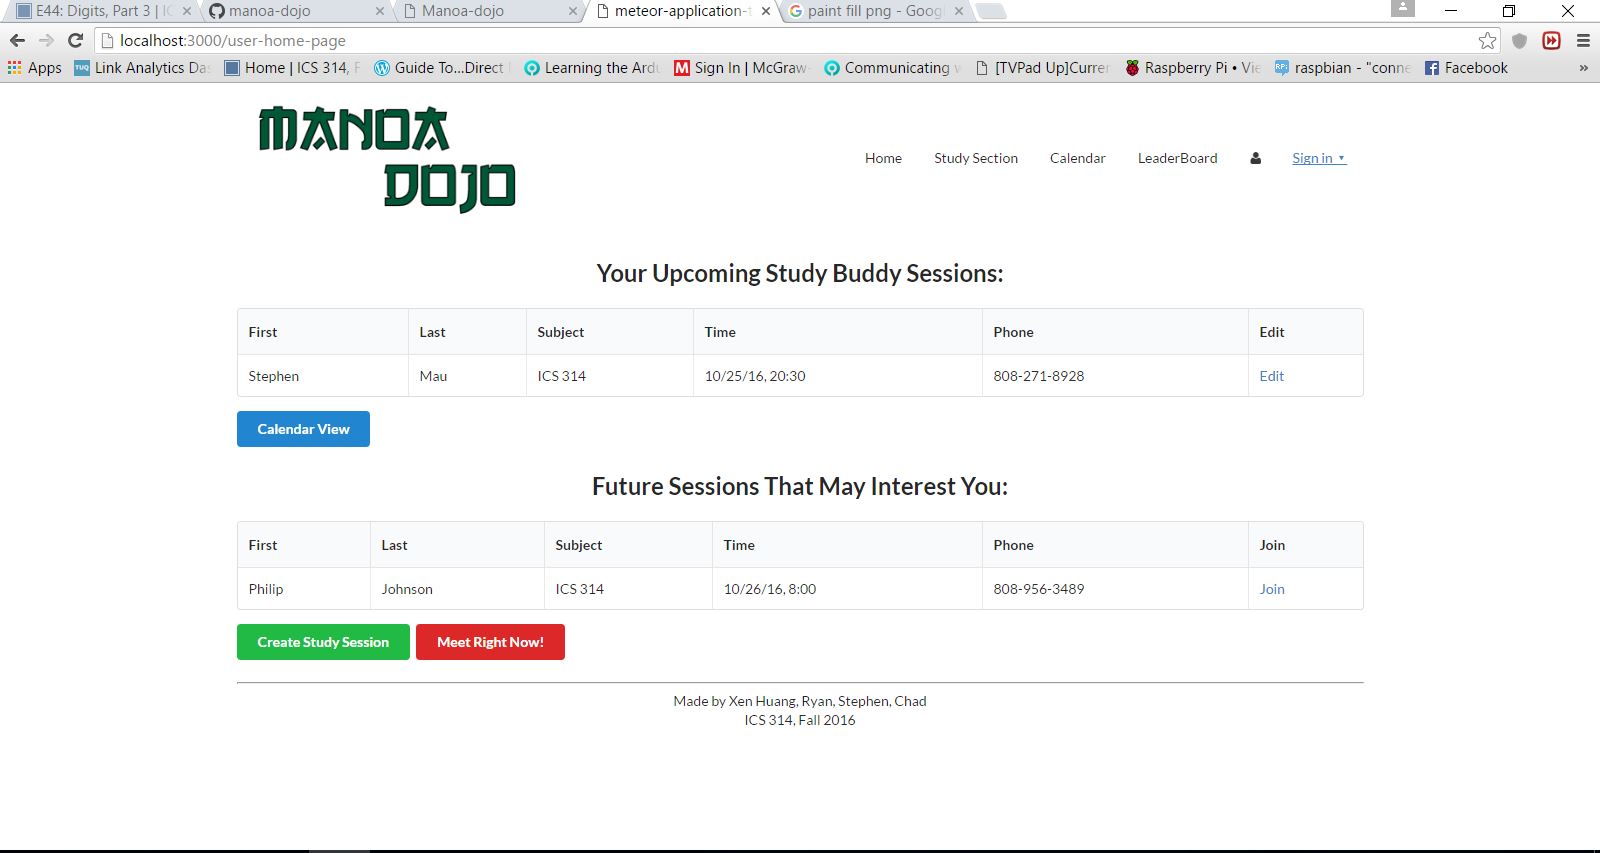 E44: Digits, Part 3 | IC
manoa-dojo
Manoa-dojo
meteor-application-t
paint fill png - Goog
localhost:3000/user-home-page
Apps
TUQ Link Analytics Das
Home | ICS 314, F
Guide To...Direct
Learning the Ardu
M Sign In | McGraw-
Communicating w
[TVPad Up]Curren
Raspberry Pi • Vie
RPi raspbian - "conne
f Facebook
»
MANOA
DOJO
Home Study Section Calendar LeaderBoard Sign in
Your Upcoming Study Buddy Sessions:
First Last Subject Time Phone Edit
Stephen Mau ICS 314 10/25/16, 20:30 808-271-8928 Edit
Calendar View
Future Sessions That May Interest You:
First Last Subject Time Phone Join
Philip Johnson ICS 314 10/26/16, 8:00 808-956-3489 Join
Create Study Session Meet Right Now!
Made by Xen Huang, Ryan, Stephen, Chad
ICS 314, Fall 2016